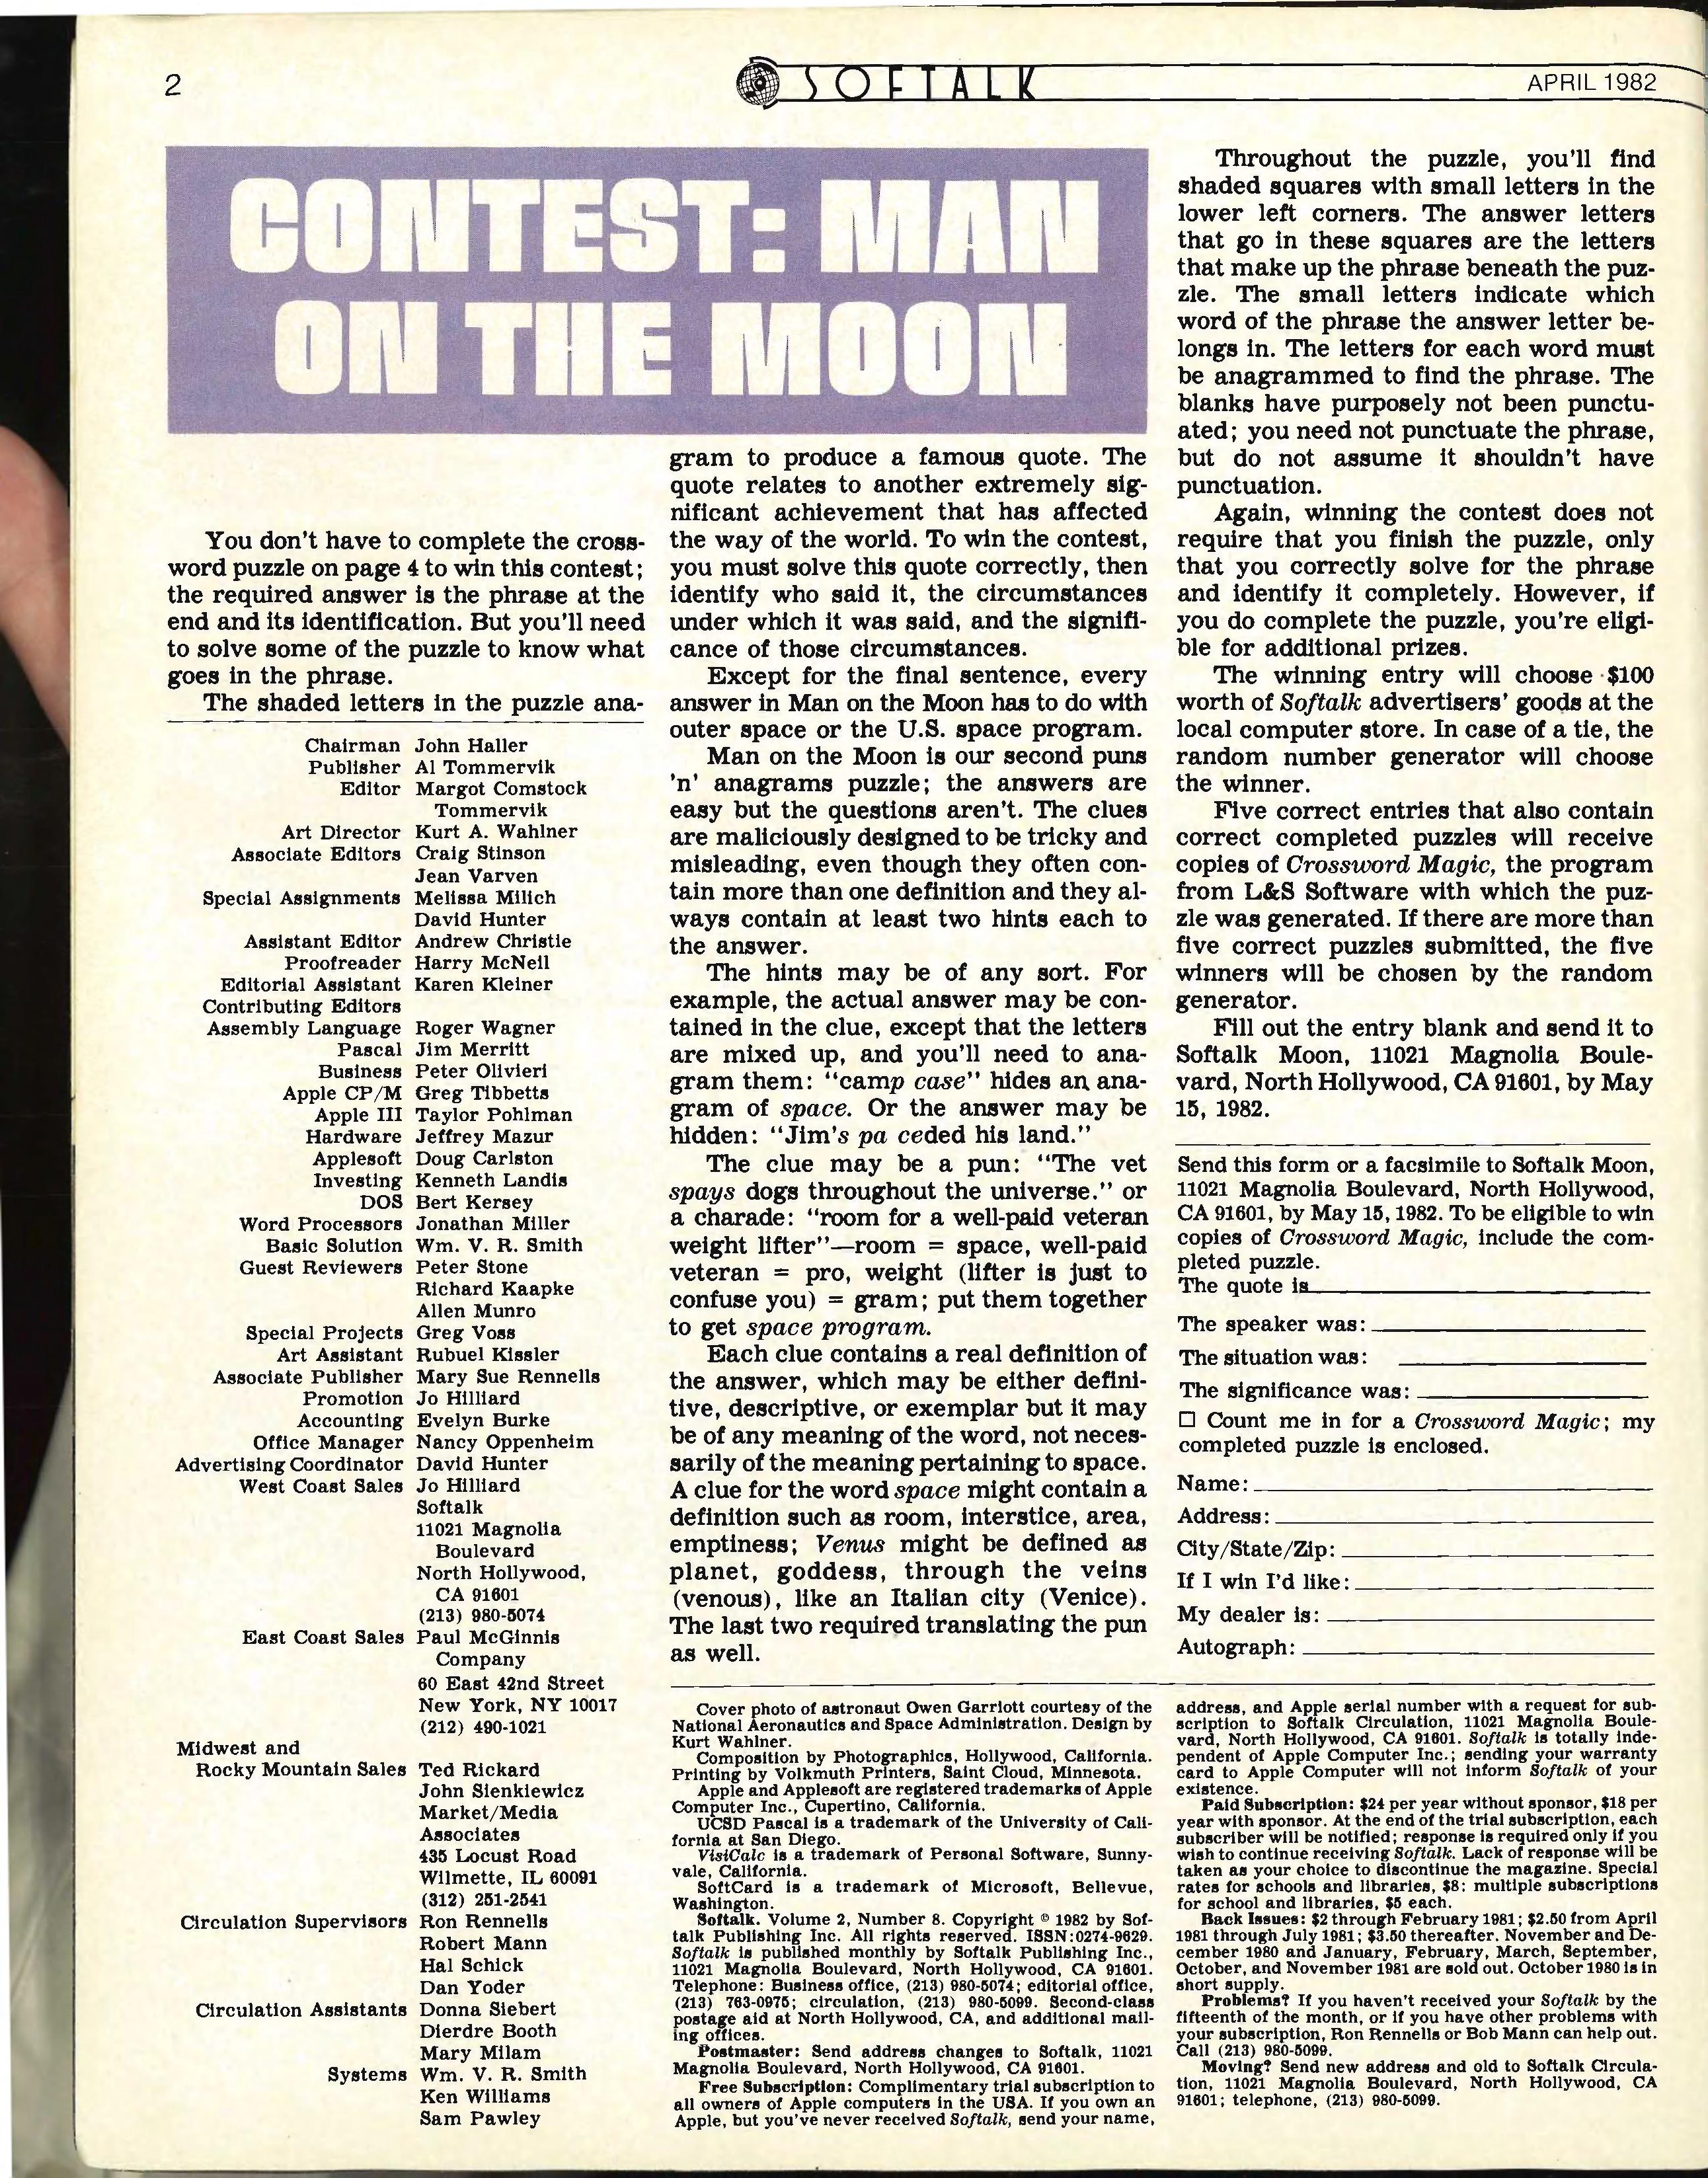 2
SOFTALK
APRIL 1982
CONTEST: MAN
ON THE MOON
You don't have to complete the cross-
word puzzle on page 4 to win this contest;
the required answer is the phrase at the
end and its identification. But you'll need
to solve some of the puzzle to know what
goes in the phrase.
The shaded letters in the puzzle ana-
gram to produce a famous quote. The
quote relates to another extremely sig-
nificant achievement that has affected
the way of the world. To win the contest,
you must solve this quote correctly, then
identify who said it, the circumstances
under which it was said, and the signifi-
cance of those circumstances.
Except for the final sentence, every
answer in Man on the Moon has to do with
outer space or the U.S. space program.
Man on the Moon is our second puns
'n' anagrams puzzle; the answers are
easy but the questions aren't. The clues
are maliciously designed to be tricky and
misleading, even though they often con-
tain more than one definition and they al-
ways contain at least two hints each to
the answer.
The hints may be of any sort. For
example, the actual answer may be con-
tained in the clue, except that the letters
are mixed up, and you'll need to ana-
gram them: "camp case" hides an ana-
gram of space. Or the answer may be
hidden: "Jim's pa ceded his land."
The clue may be a pun: "The vet
spays dogs throughout the universe." or
a charade: "room for a well-paid veteran
weight lifter"—room = space, well-paid
veteran = pro, weight (lifter is just to
confuse you) = gram; put them together
to get space program.
Each clue contains a real definition of
the answer, which may be either defini-
tive, descriptive, or exemplar but it may
be of any meaning of the word, not neces-
sarily of the meaning pertaining to space.
A clue for the word space might contain a
definition such as room, interstice, area,
emptiness; Venus might be defined as
planet, goddess, through the veins
(venous), like an Italian city (Venice).
The last two required translating the pun
as well.
Throughout the puzzle, you'll find
shaded squares with small letters in the
lower left corners. The answer letters
that go in these squares are the letters
that make up the phrase beneath the puz-
zle. The small letters indicate which
word of the phrase the answer letter be-
longs in. The letters for each word must
be anagrammed to find the phrase. The
blanks have purposely not been punctu-
ated; you need not punctuate the phrase,
but do not assume it shouldn't have
punctuation.
Again, winning the contest does not
require that you finish the puzzle, only
that you correctly solve for the phrase
and identify it completely. However, if
you do complete the puzzle, you're eligi-
ble for additional prizes.
The winning entry will choose $100
worth of Softalk advertisers' goods at the
local computer store. In case of a tie, the
random number generator will choose
the winner.
Five correct entries that also contain
correct completed puzzles will receive
copies of Crossword Magic, the program
from L&S Software with which the puz-
zle was generated. If there are more than
five correct puzzles submitted, the five
winners will be chosen by the random
generator.
Fill out the entry blank and send it to
Softalk Moon, 11021 Magnolia Boule-
vard, North Hollywood, CA 91601, by May
15, 1982.
Send this form or a facsimile to Softalk Moon,
11021 Magnolia Boulevard, North Hollywood,
CA 91601, by May 15, 1982. To be eligible to win
copies of Crossword Magic, include the com-
pleted puzzle.
The quote is
The speaker was:
The situation was:
The significance was:
☐ Count me in for a Crossword Magic; my
completed puzzle is enclosed.
Name:
Address:
City/State/Zip:
If I win I'd like:
My dealer is:
Autograph:
Chairman John Haller
Publisher Al Tommervik
Editor Margot Comstock
Tommervik
Art Director Kurt A. Wahlner
Associate Editors Craig Stinson
Jean Varven
Special Assignments Melissa Milich
David Hunter
Assistant Editor Andrew Christie
Proofreader Harry McNeil
Editorial Assistant Karen Kleiner
Contributing Editors
Assembly Language Roger Wagner
Pascal Jim Merritt
Business Peter Olivieri
Apple CP/M Greg Tibbetts
Apple III Taylor Pohlman
Hardware Jeffrey Mazur
Applesoft Doug Carlston
Investing Kenneth Landis
DOS Bert Kersey
Word Processors Jonathan Miller
Basic Solution Wm. V. R. Smith
Guest Reviewers Peter Stone
Richard Kaapke
Allen Munro
Special Projects Greg Voss
Art Assistant Rubuel Kissler
Associate Publisher Mary Sue Rennells
Promotion Jo Hilliard
Accounting Evelyn Burke
Office Manager Nancy Oppenheim
Advertising Coordinator David Hunter
West Coast Sales Jo Hilliard
Softalk
11021 Magnolia
Boulevard
North Hollywood,
CA 91601
(213) 980-5074
East Coast Sales Paul McGinnis
Company
60 East 42nd Street
New York, NY 10017
(212) 490-1021
Midwest and
Rocky Mountain Sales Ted Rickard
John Sienkiewicz
Market/Media
Associates
435 Locust Road
Wilmette, IL 60091
(312) 251-2541
Circulation Supervisors Ron Rennells
Robert Mann
Hal Schick
Dan Yoder
Circulation Assistants Donna Siebert
Dierdre Booth
Mary Milam
Systems Wm. V. R. Smith
Ken Williams
Sam Pawley
Cover photo of astronaut Owen Garriott courtesy of the
National Aeronautics and Space Administration. Design by
Kurt Wahlner.
Composition by Photographics, Hollywood, California.
Printing by Volkmuth Printers, Saint Cloud, Minnesota.
Apple and Applesoft are registered trademarks of Apple
Computer Inc., Cupertino, California.
UCSD Pascal is a trademark of the University of Cali-
fornia at San Diego.
VisiCalc is a trademark of Personal Software, Sunny-
vale, California.
SoftCard is a trademark of Microsoft, Bellevue,
Washington.
Softalk. Volume 2, Number 8. Copyright © 1982 by Sof-
talk Publishing Inc. All rights reserved. ISSN:0274-9629.
Softalk is published monthly by Softalk Publishing Inc.,
11021 Magnolia Boulevard, North Hollywood, CA 91601.
Telephone: Business office, (213) 980-5074; editorial office,
(213) 763-0975; circulation, (213) 980-5099. Second-class
postage aid at North Hollywood, CA, and additional mail-
ing offices.
Postmaster: Send address changes to Softalk, 11021
Magnolia Boulevard, North Hollywood, CA 91601.
Free Subscription: Complimentary trial subscription to
all owners of Apple computers in the USA. If you own an
Apple, but you've never received Softalk, send your name,
address, and Apple serial number with a request for sub-
scription to Softalk Circulation, 11021 Magnolia Boule-
vard, North Hollywood, CA 91601. Softalk is totally inde-
pendent of Apple Computer Inc.; sending your warranty
card to Apple Computer will not inform Softalk of your
existence.
Paid Subscription: $24 per year without sponsor, $18 per
year with sponsor. At the end of the trial subscription, each
subscriber will be notified; response is required only if you
wish to continue receiving Softalk. Lack of response will be
taken as your choice to discontinue the magazine. Special
rates for schools and libraries, $8: multiple subscriptions
for school and libraries, $5 each.
Back Issues: $2 through February 1981; $2.50 from April
1981 through July 1981; $3.50 thereafter. November and De-
cember 1980 and January, February, March, September,
October, and November 1981 are sold out. October 1980 is in
short supply.
Problems? If you haven't received your Softalk by the
fifteenth of the month, or if you have other problems with
your subscription, Ron Rennells or Bob Mann can help out.
Call (213) 980-5099.
Moving? Send new address and old to Softalk Circula-
tion, 11021 Magnolia Boulevard, North Hollywood, CA
91601; telephone, (213) 980-5099.